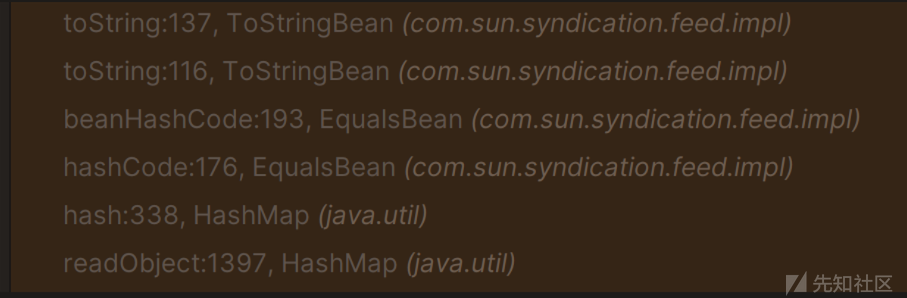 toString:137, ToStringBean (com.sun.syndication.feed.impl)
toString:116, ToStringBean (com.sun.syndication.feed.impl)
beanHashCode:193, EqualsBean (com.sun.syndication.feed.impl)
hashCode:176, EqualsBean (com.sun.syndication.feed.impl)
hash:338, HashMap (java.util)
readObject:1397, HashMap (java.util)
先知社区